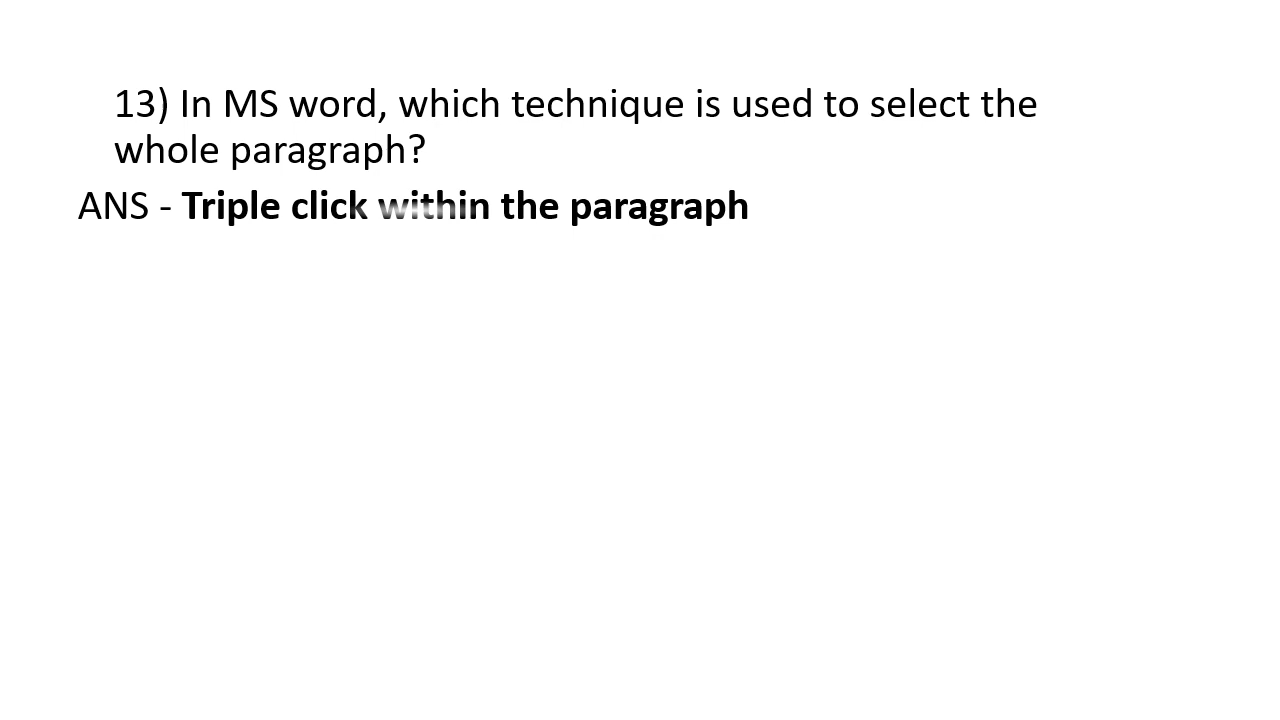 13) In MS word, which technique is used to select the
whole paragraph?
ANS - Triple click within the paragraph